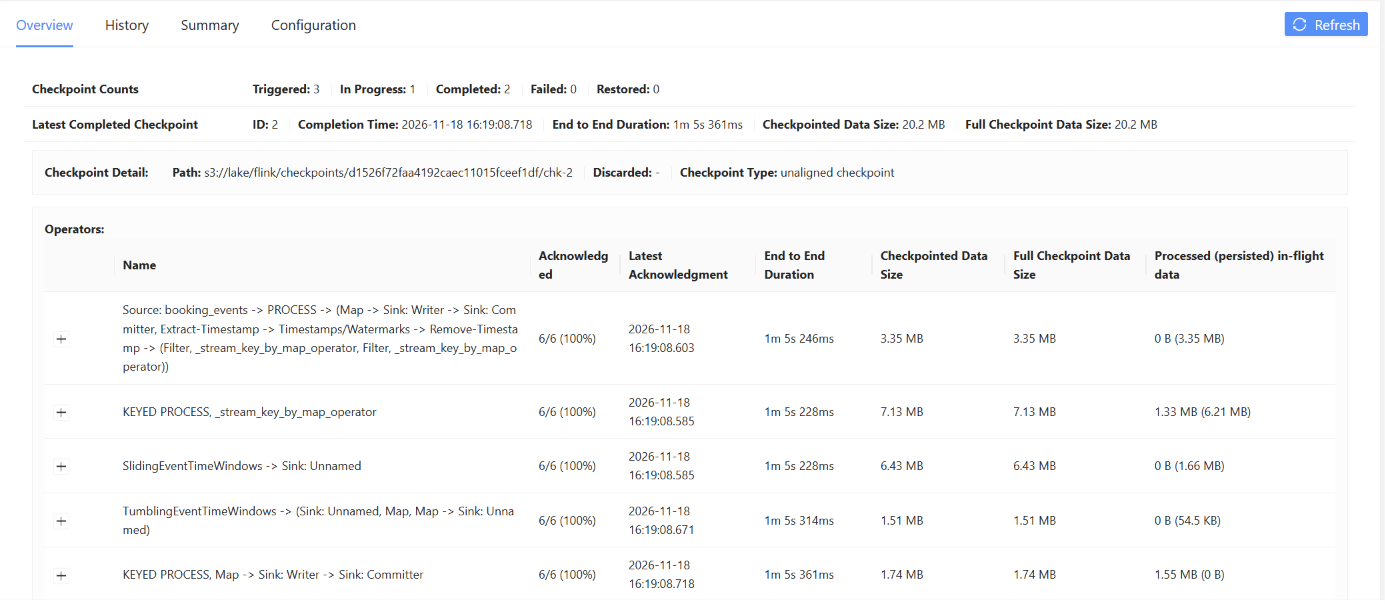 Overview History Summary Configuration Refresh
Checkpoint Counts Triggered: 3 In Progress: 1 Completed: 2 Failed: 0 Restored: 0
Latest Completed Checkpoint ID: 2 Completion Time: 2026-11-18 16:19:08.718 End to End Duration: 1m 5s 361ms Checkpointed Data Size: 20.2 MB Full Checkpoint Data Size: 20.2 MB
Checkpoint Detail: Path: s3://lake/flink/checkpoints/d1526f72faa4192caec11015fceef1df/chk-2 Discarded: - Checkpoint Type: unaligned checkpoint
Operators:
Name
Acknowledg
ed
Latest
Acknowledgment
End to End
Duration
Checkpointed Data
Size
Full Checkpoint Data
Size
Processed (persisted) in-flight
data
+
Source: booking_events -> PROCESS -> (Map -> Sink: Writer -> Sink: Com
mitter, Extract-Timestamp -> Timestamps/Watermarks -> Remove-Timesta
mp -> (Filter, _stream_key_by_map_operator, Filter, _stream_key_by_map_o
perator))
6/6 (100%)
2026-11-18
16:19:08.603
1m 5s 246ms
3.35 MB
3.35 MB
0 B (3.35 MB)
+
KEYED PROCESS, _stream_key_by_map_operator
6/6 (100%)
2026-11-18
16:19:08.585
1m 5s 228ms
7.13 MB
7.13 MB
1.33 MB (6.21 MB)
+
SlidingEventTimeWindows -> Sink: Unnamed
6/6 (100%)
2026-11-18
16:19:08.585
1m 5s 228ms
6.43 MB
6.43 MB
0 B (1.66 MB)
+
TumblingEventTimeWindows -> (Sink: Unnamed, Map, Map -> Sink: Unna
med)
6/6 (100%)
2026-11-18
16:19:08.671
1m 5s 314ms
1.51 MB
1.51 MB
0 B (54.5 KB)
+
KEYED PROCESS, Map -> Sink: Writer -> Sink: Committer
6/6 (100%)
2026-11-18
16:19:08.718
1m 5s 361ms
1.74 MB
1.74 MB
1.55 MB (0 B)